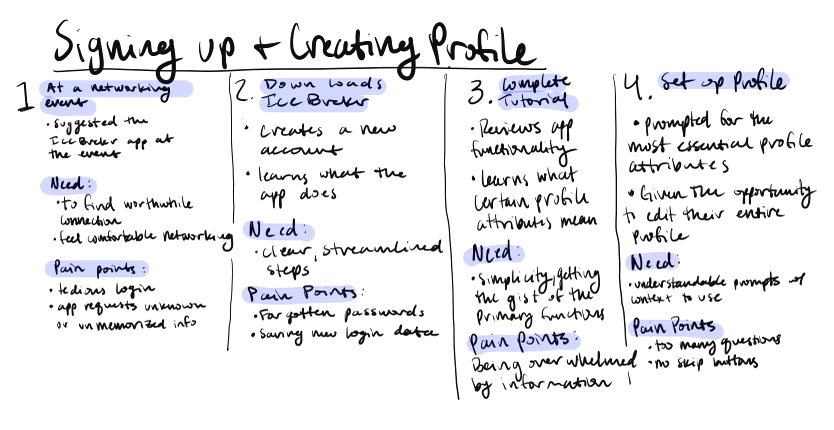 Signing up + Creating Profile
1
At a networking
event
• suggested the
IceBreker app at
the event
Need:
• to find worthwhile
connection
• feel comfortable networking
Pain points:
• tedious login
• app requests unknown
or unmemorized info
2. Down loads
IceBreker
• creates a new
account
• learns what the
app does
Need:
• clear, streamlined
steps
Pain Points:
• Forgotten passwords
• Saving new login data
3. Complete
Tutorial
• Reviews app
functionality
• Learns what
certain profile
attributes mean
Need:
• simplicity, getting
the gist of the
primary functions
Pain points:
Being overwhelmed
by information
4. Set up Profile
• prompted for the
most essential profile
attributes
• Given the opportunity
to edit their entire
profile
Need:
• understandable prompts w/
context to use
Pain Points
• too many questions
• no skip buttons